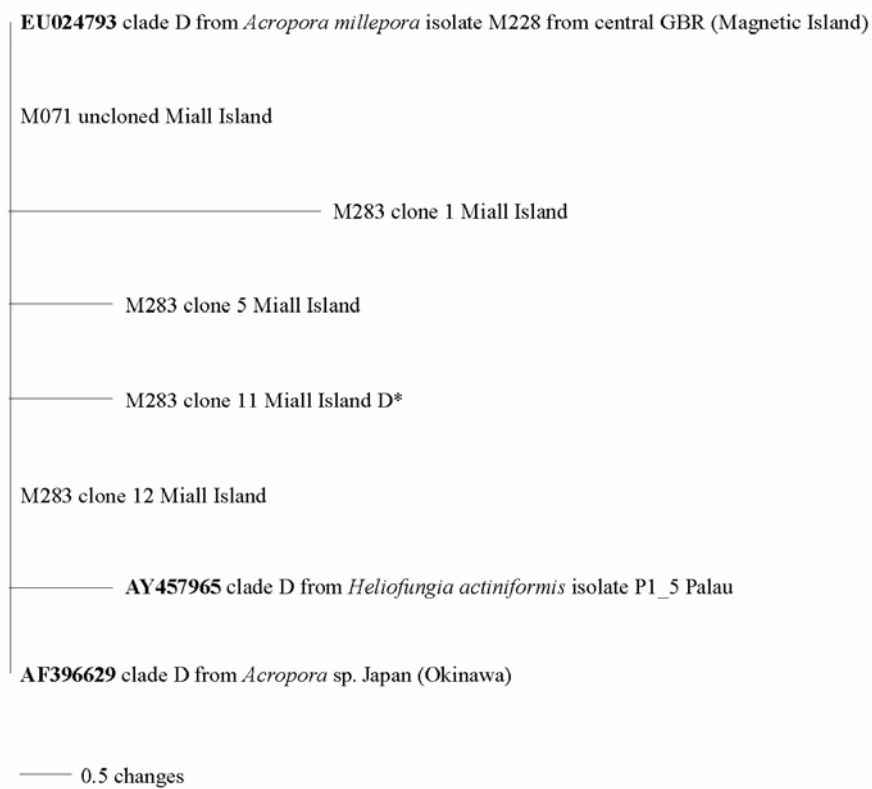 EU024793 clade D from Acropora millepora isolate M228 from central GBR (Magnetic Island)
M071 uncloned Miall Island
M283 clone 1 Miall Island
M283 clone 5 Miall Island
M283 clone 11 Miall Island D*
M283 clone 12 Miall Island
AY457965 clade D from Heliofungia actiniformis isolate P1_5 Palau
AF396629 clade D from Acropora sp. Japan (Okinawa)
0.5 changes